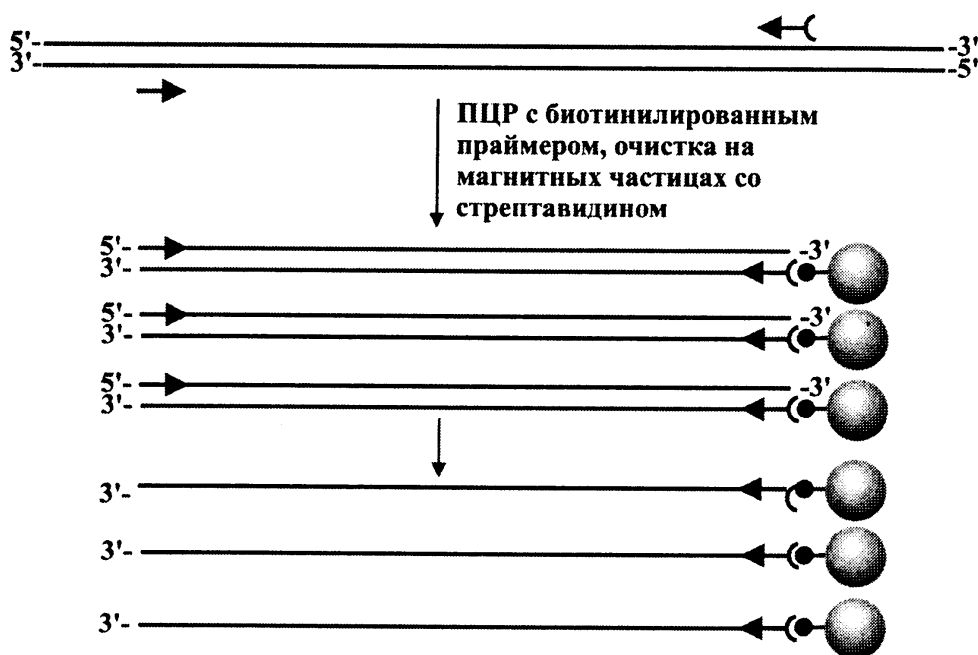 5'- -3'
3'- -5'
ПЦР с биотинилированным
праймером, очистка на
магнитных частицах со
стрептавидином
5'- -3'
3'-
5'- -3'
3'-
5'- -3'
3'-
3'-
3'-
3'-